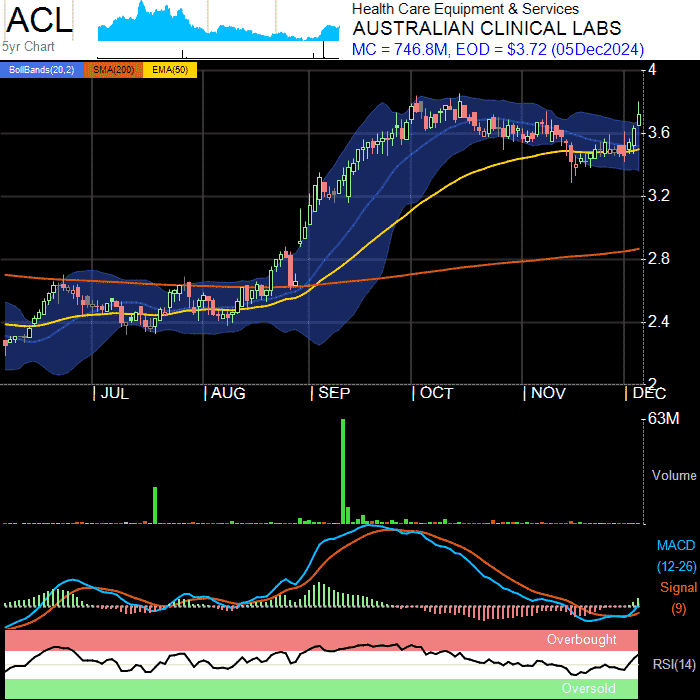 ACL
5yr Chart
Health Care Equipment & Services
AUSTRALIAN CLINICAL LABS
MC = 746.8M, EOD = $3.72 (05Dec2024)
BollBands(20,2) SMA(200) EMA(50)
4
3.6
3.2
2.8
2.4
2
JUL AUG SEP OCT NOV DEC
63M
Volume
MACD
(12-26)
Signal
(9)
Overbought
RSI(14)
Oversold